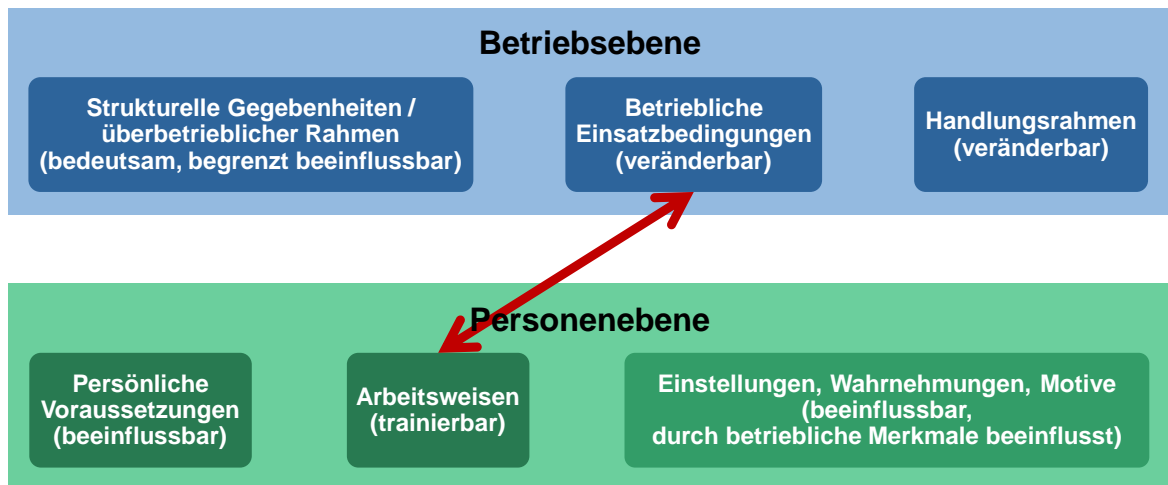 Betriebsebene
Strukturelle Gegebenheiten /
überbetrieblicher Rahmen
(bedeutsam, begrenzt beeinflussbar)
Betriebliche
Einsatzbedingungen
(veränderbar)
Handlungsrahmen
(veränderbar)
Personenebene
Persönliche
Voraussetzungen
(beeinflussbar)
Arbeitsweisen
(trainierbar)
Einstellungen, Wahrnehmungen, Motive
(beeinflussbar,
durch betriebliche Merkmale beeinflusst)